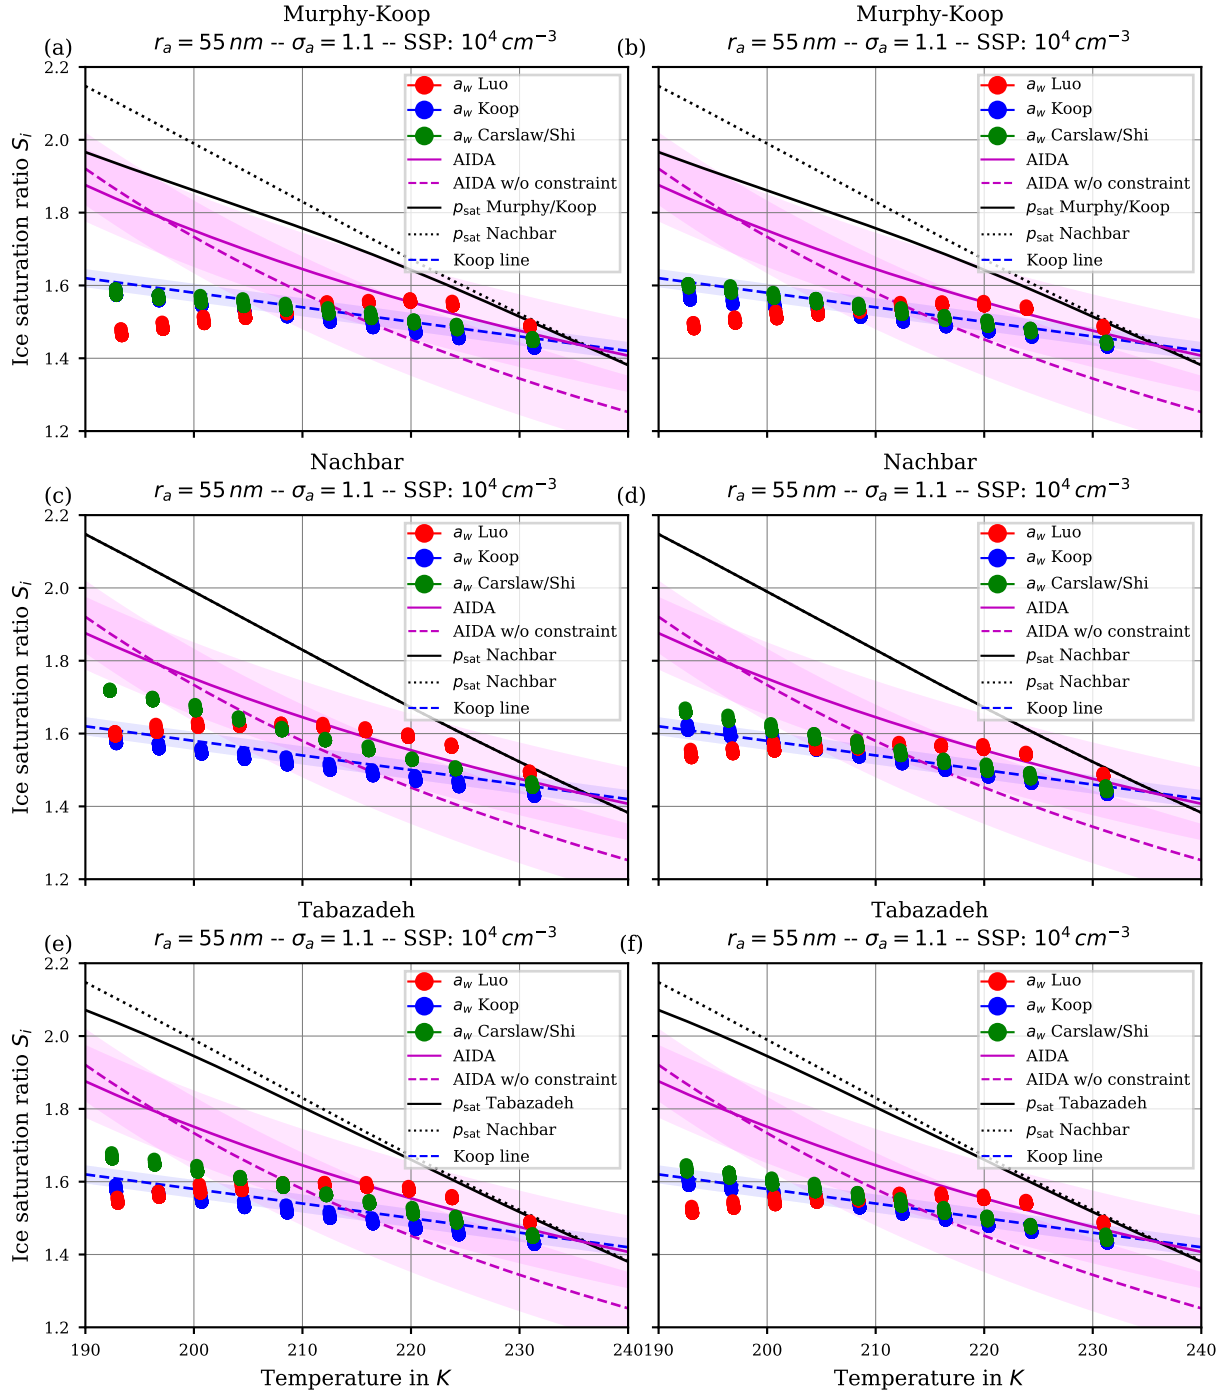 Murphy-Koop
(a)
r_a = 55 nm -- σ_a = 1.1 -- SSP: 10^4 cm^−3
Ice saturation ratio S_i
2.2
2.0
1.8
1.6
1.4
1.2
190
200
210
220
230
240
a_w Luo
a_w Koop
a_w Carslaw/Shi
AIDA
AIDA w/o constraint
p_sat Murphy/Koop
p_sat Nachbar
Koop line
Murphy-Koop
(b)
r_a = 55 nm -- σ_a = 1.1 -- SSP: 10^4 cm^−3
190
200
210
220
230
240
a_w Luo
a_w Koop
a_w Carslaw/Shi
AIDA
AIDA w/o constraint
p_sat Murphy/Koop
p_sat Nachbar
Koop line
Nachbar
(c)
r_a = 55 nm -- σ_a = 1.1 -- SSP: 10^4 cm^−3
Ice saturation ratio S_i
2.2
2.0
1.8
1.6
1.4
1.2
a_w Luo
a_w Koop
a_w Carslaw/Shi
AIDA
AIDA w/o constraint
p_sat Nachbar
p_sat Nachbar
Koop line
Nachbar
(d)
r_a = 55 nm -- σ_a = 1.1 -- SSP: 10^4 cm^−3
a_w Luo
a_w Koop
a_w Carslaw/Shi
AIDA
AIDA w/o constraint
p_sat Nachbar
p_sat Nachbar
Koop line
Tabazadeh
(e)
r_a = 55 nm -- σ_a = 1.1 -- SSP: 10^4 cm^−3
Ice saturation ratio S_i
2.2
2.0
1.8
1.6
1.4
1.2
190
200
210
220
230
240
Temperature in K
a_w Luo
a_w Koop
a_w Carslaw/Shi
AIDA
AIDA w/o constraint
p_sat Tabazadeh
p_sat Nachbar
Koop line
Tabazadeh
(f)
r_a = 55 nm -- σ_a = 1.1 -- SSP: 10^4 cm^−3
190
200
210
220
230
240
Temperature in K
a_w Luo
a_w Koop
a_w Carslaw/Shi
AIDA
AIDA w/o constraint
p_sat Tabazadeh
p_sat Nachbar
Koop line